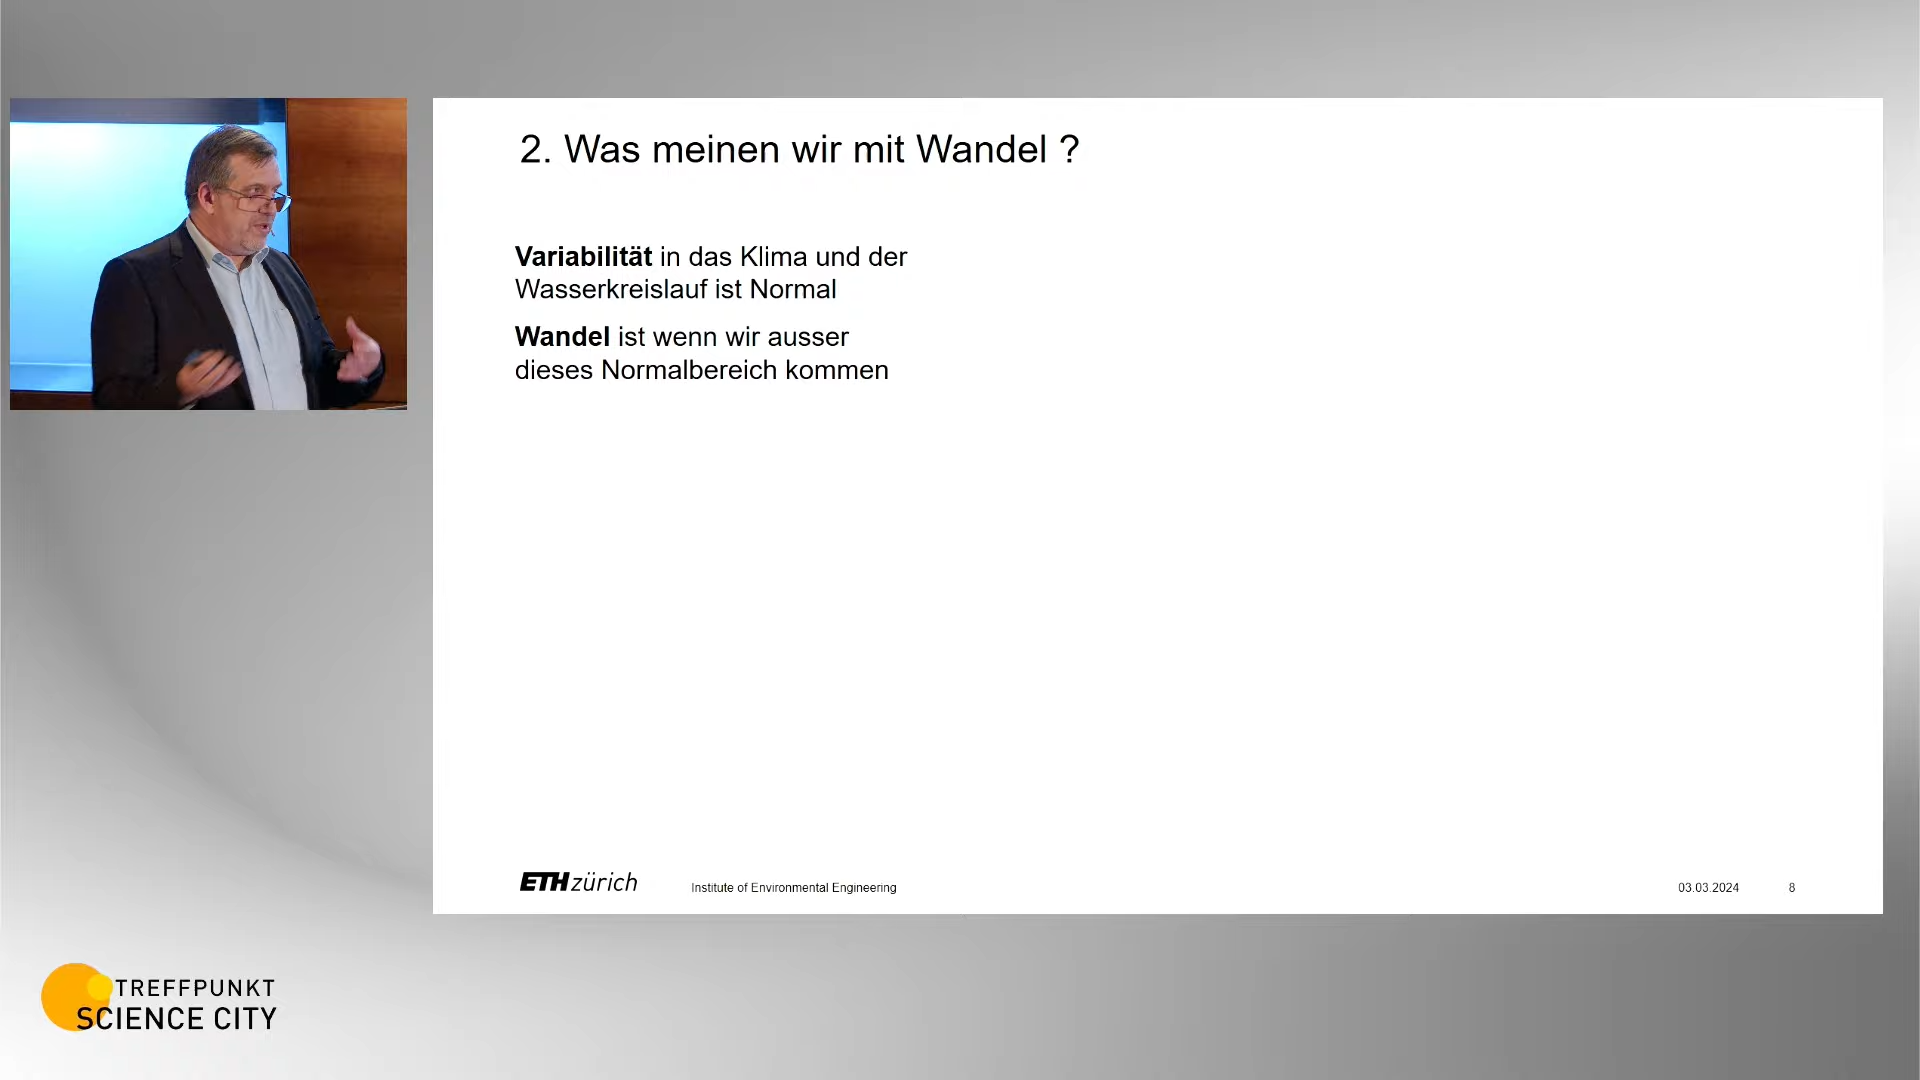 2. Was meinen wir mit Wandel ?
Variabilität in das Klima und der
Wasserkreislauf ist Normal
Wandel ist wenn wir ausser
dieses Normalbereich kommen
ETH zürich
Institute of Environmental Engineering
03.03.2024
8
TREFFPUNKT
SCIENCE CITY